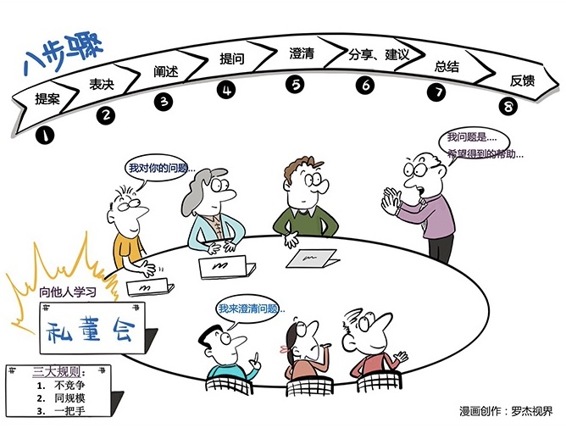 八步骤
提案
表决
阐述
提问
澄清
分享、建议
总结
反馈
1
2
3
4
5
6
7
8
我问题是....
希望得到的帮助...
我对你的问题...
向他人学习
私董会
我来澄清问题...
三大规则：
1. 不竞争
2. 同规模
3. 一把手
漫画创作：罗杰视界